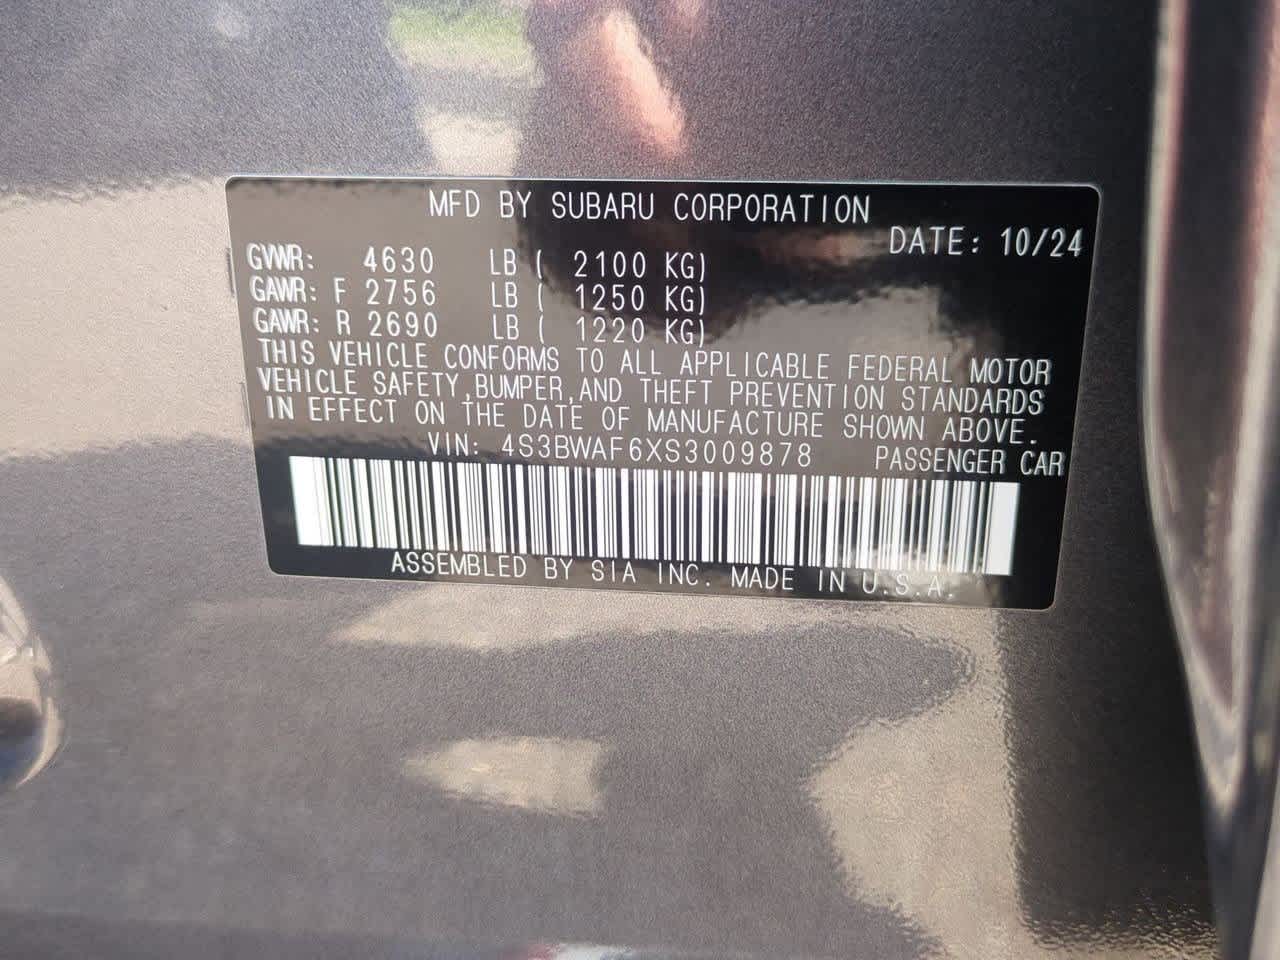 MFD BY SUBARU CORPORATION
DATE: 10/24
GVWR: 4630 LB ( 2100 KG)
GAWR: F 2756 LB ( 1250 KG)
GAWR: R 2690 LB ( 1220 KG)
THIS VEHICLE CONFORMS TO ALL APPLICABLE FEDERAL MOTOR
VEHICLE SAFETY,BUMPER,AND THEFT PREVENTION STANDARDS
IN EFFECT ON THE DATE OF MANUFACTURE SHOWN ABOVE.
VIN: 4S3BWAF6XS3009878 PASSENGER CAR
ASSEMBLED BY SIA INC. MADE IN U.S.A.